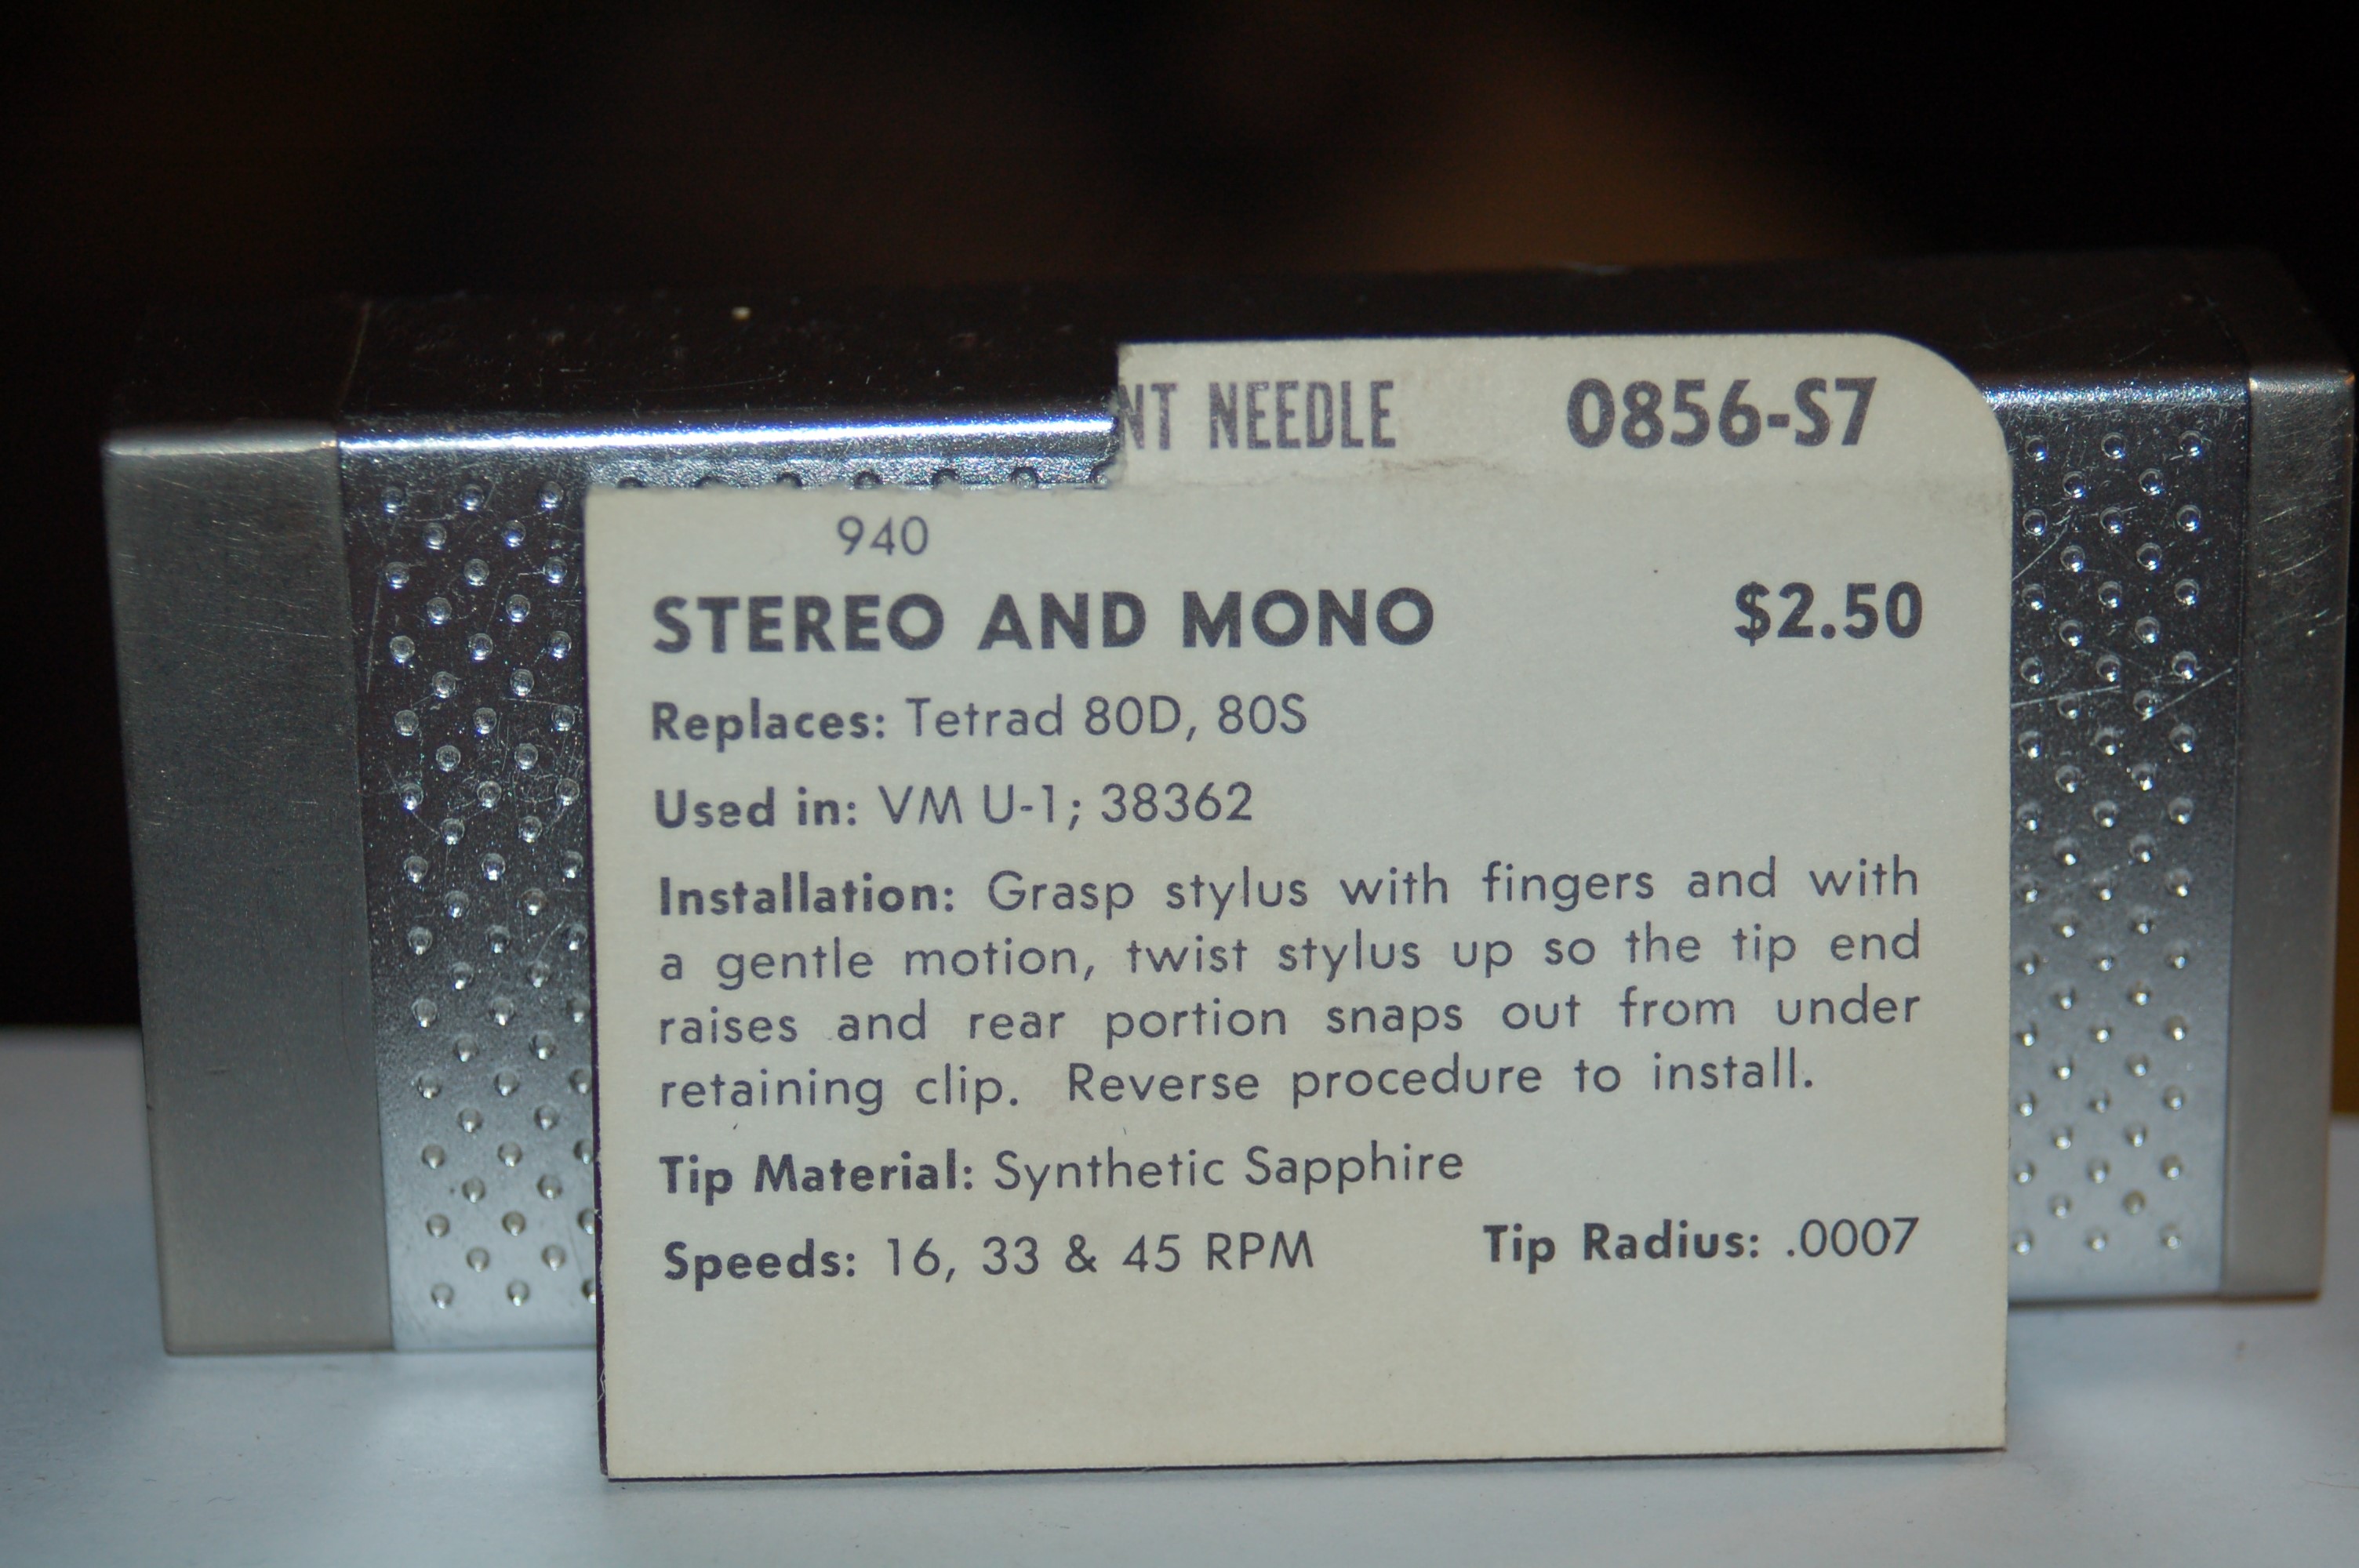 NT NEEDLE 0856-S7
940
STEREO AND MONO $2.50
Replaces: Tetrad 80D, 80S
Used in: VM U-1; 38362
Installation: Grasp stylus with fingers and with
a gentle motion, twist stylus up so the tip end
raises and rear portion snaps out from under
retaining clip. Reverse procedure to install.
Tip Material: Synthetic Sapphire
Speeds: 16, 33 & 45 RPM Tip Radius: .0007